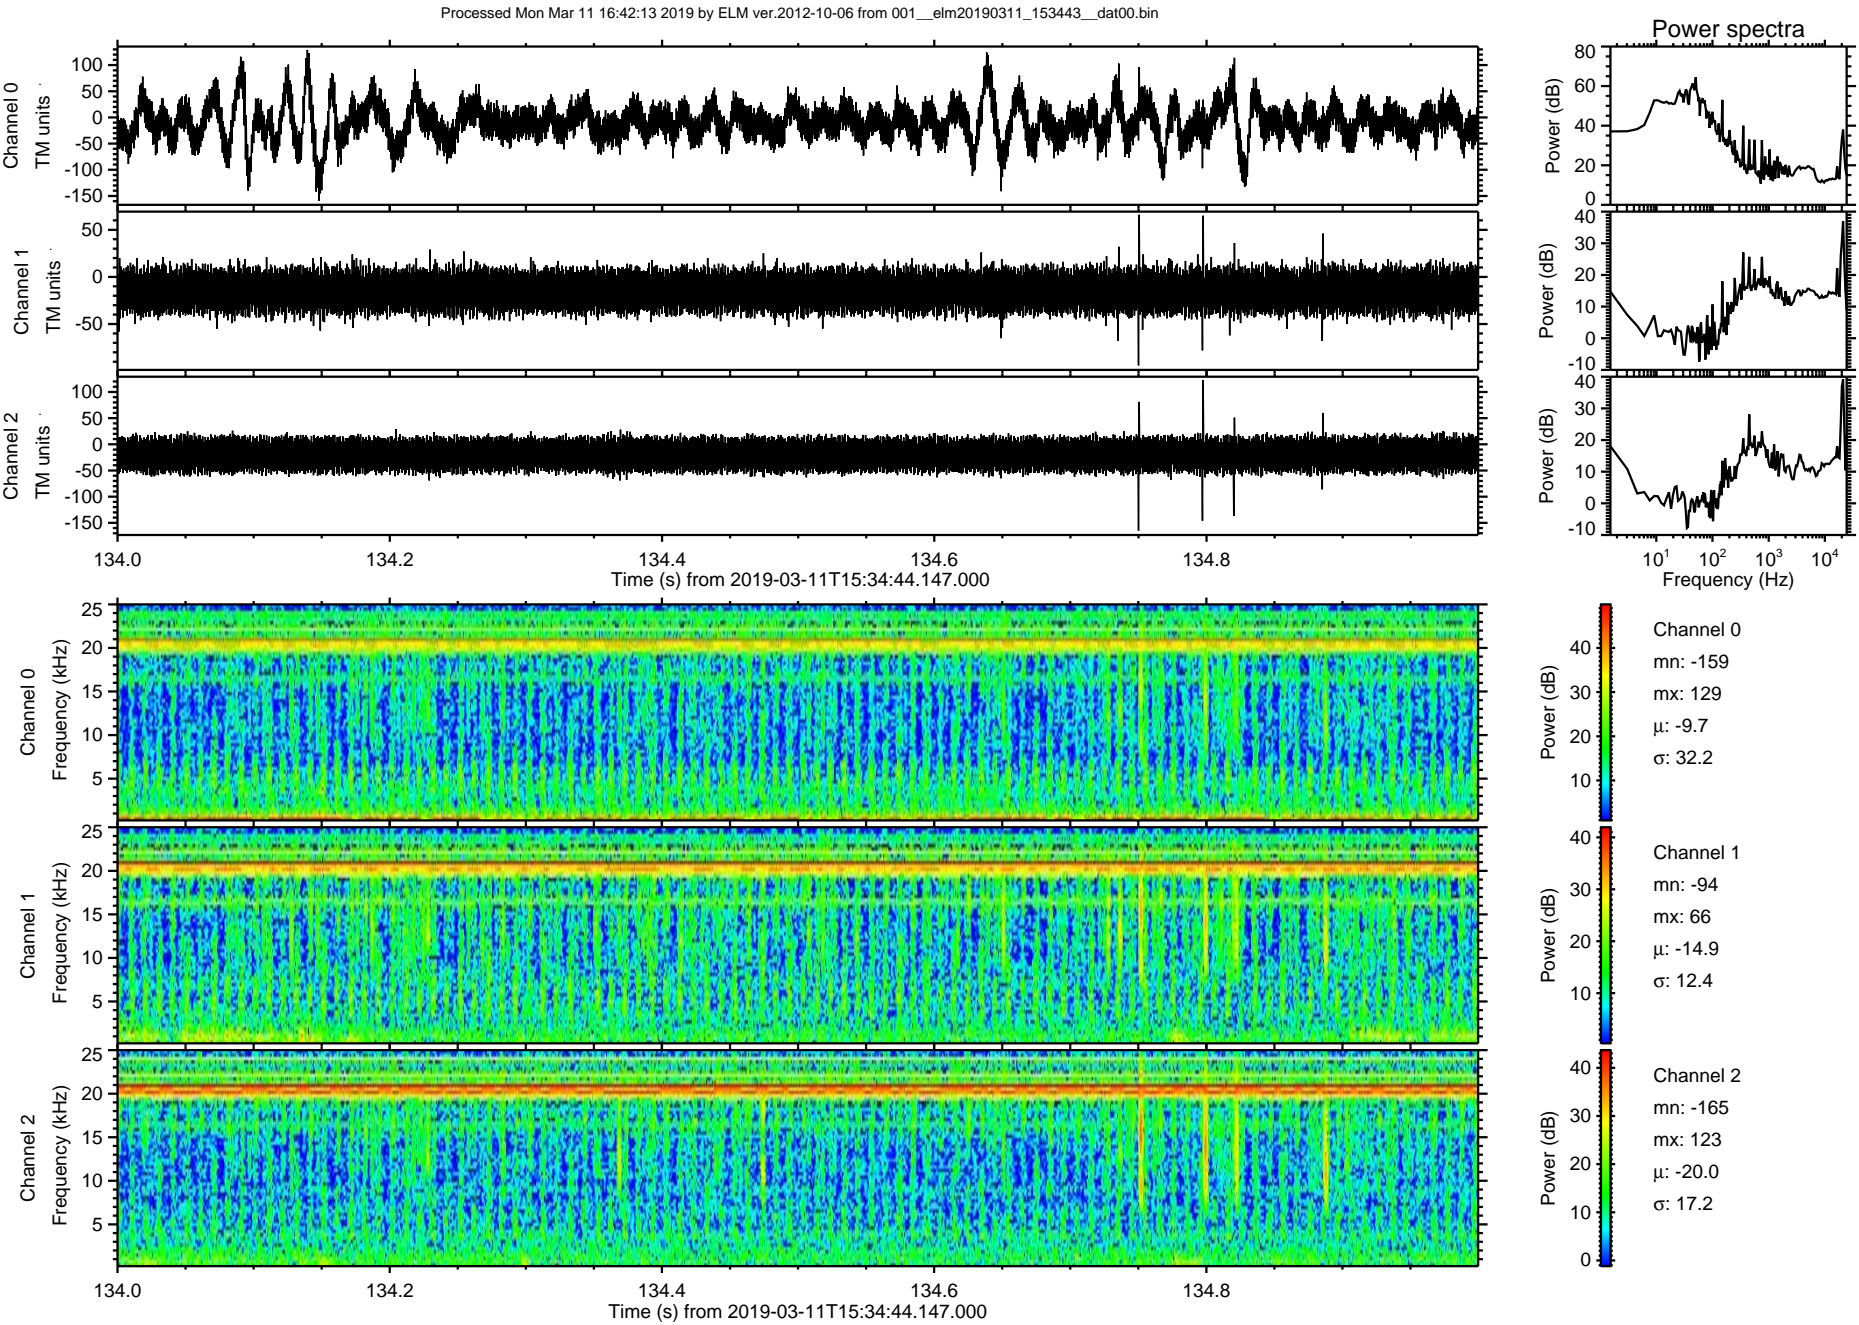 Processed Mon Mar 11 16:42:13 2019 by ELM ver.2012-10-06 from 001__elm20190311_153443__dat00.bin
Power spectra
Channel 0
TM units
100
50
0
-50
-100
-150
Power (dB)
80
60
40
20
0
Channel 1
TM units
50
0
-50
Power (dB)
40
30
20
10
0
-10
Channel 2
TM units
100
50
0
-50
-100
-150
Power (dB)
40
30
20
10
0
-10
134.0 134.2 134.4 134.6 134.8
Time (s) from 2019-03-11T15:34:44.147.000
10¹ 10² 10³ 10⁴
Frequency (Hz)
Channel 0
Frequency (kHz)
25
20
15
10
5
Power (dB)
40
30
20
10
Channel 0
mn: -159
mx: 129
μ: -9.7
σ: 32.2
Channel 1
Frequency (kHz)
25
20
15
10
5
Power (dB)
40
30
20
10
Channel 1
mn: -94
mx: 66
μ: -14.9
σ: 12.4
Channel 2
Frequency (kHz)
25
20
15
10
5
Power (dB)
40
30
20
10
0
Channel 2
mn: -165
mx: 123
μ: -20.0
σ: 17.2
134.0 134.2 134.4 134.6 134.8
Time (s) from 2019-03-11T15:34:44.147.000